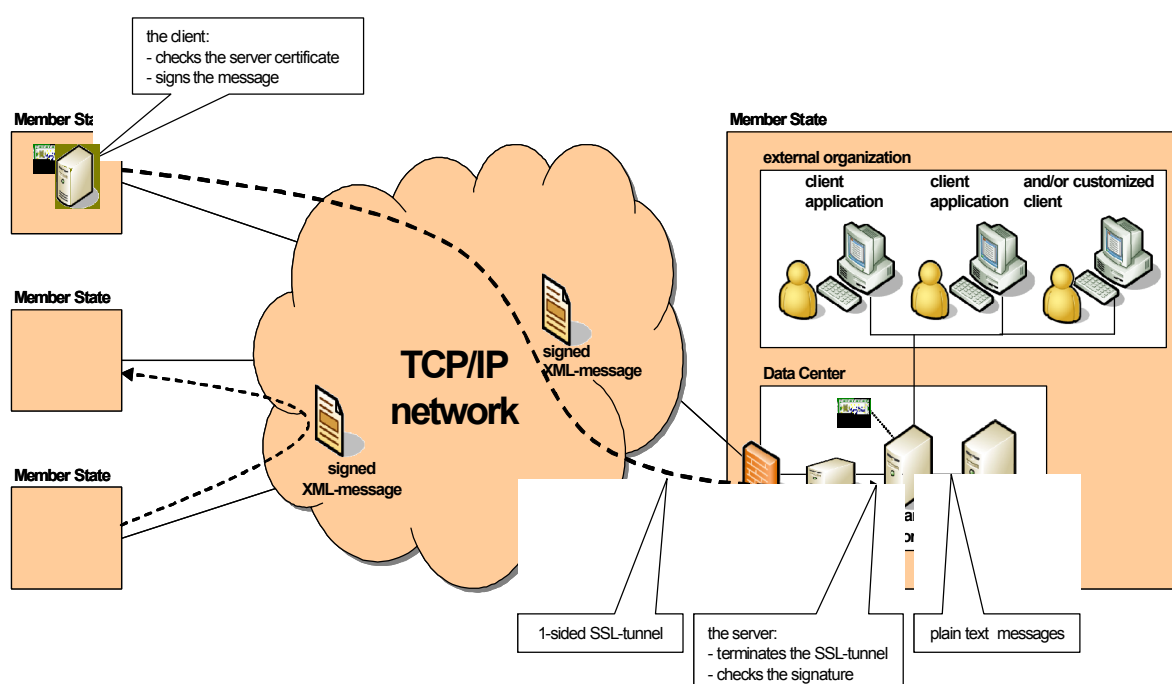 the client:
- checks the server certificate
- signs the message
Member
Member State
Member State
Member State
external organization
client
application
client
application
and/or customized
client
Data Center
TCP/IP
network
signed
XML-message
signed
XML-message
1-sided SSL-tunnel
the server:
- terminates the SSL-tunnel
- checks the signature
plain text messages